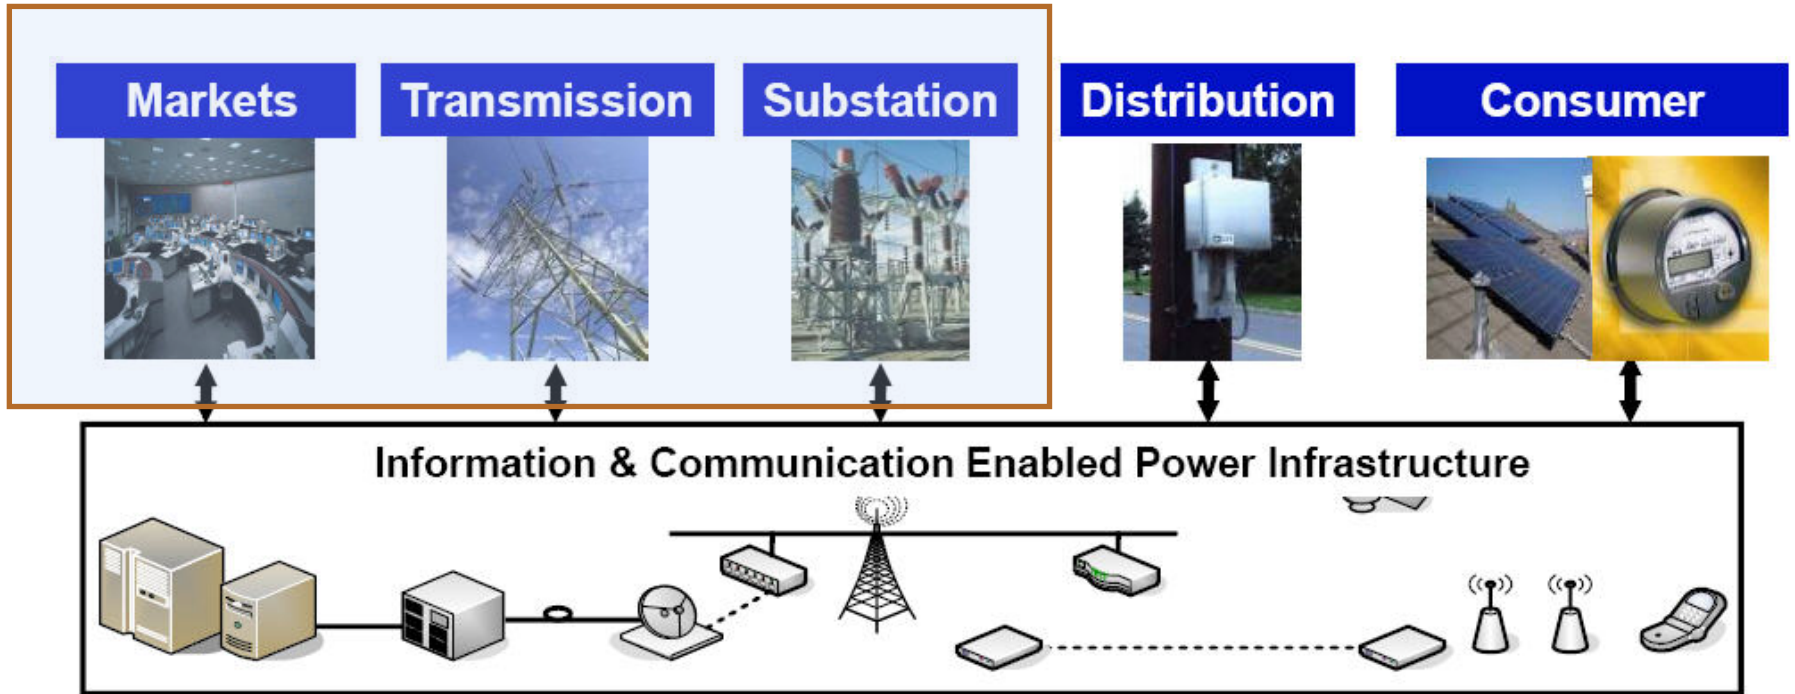 Markets
Transmission
Substation
Distribution
Consumer
Information & Communication Enabled Power Infrastructure